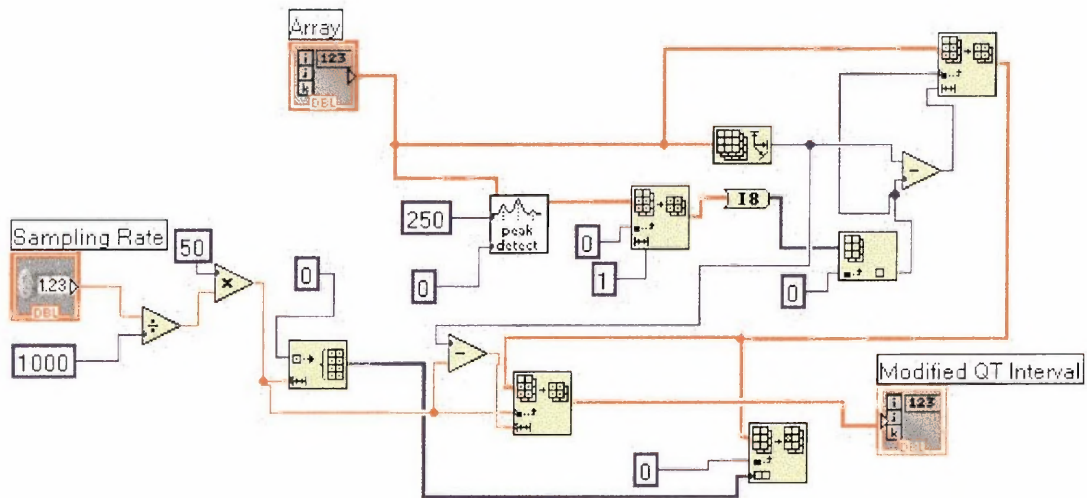 Array
i
j
k
123
DBL
I8
250
peak
detect
0
0
1
0
Sampling Rate
50
0
1.23
DBL
1000
Modified QT Interval
i
j
k
123
DBL
0